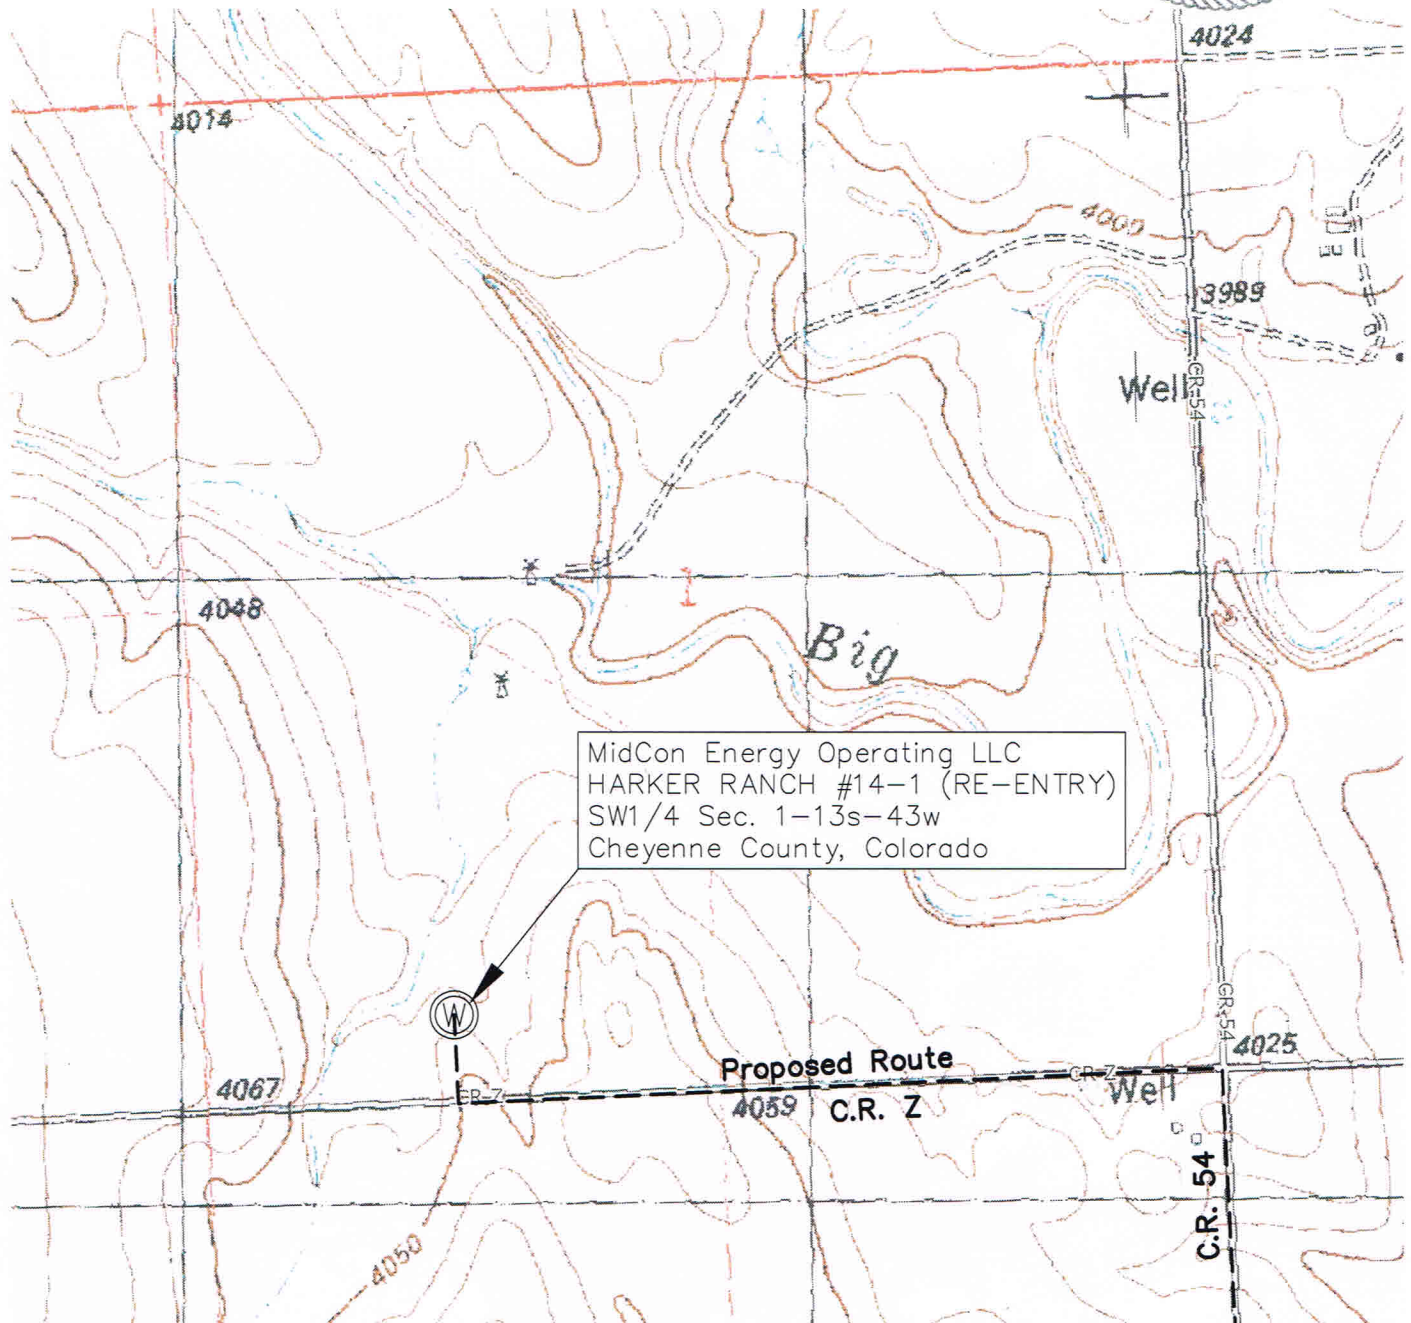 4024
4014
4000
3989
Well
CR-54
1
4048
Big
MidCon Energy Operating LLC
HARKER RANCH #14-1 (RE-ENTRY)
SW1/4 Sec. 1-13s-43w
Cheyenne County, Colorado
W
CR-54
4025
Proposed Route
CR-Z
Well
4067
CR-Z
4059
C.R. Z
C.R. 54
4050